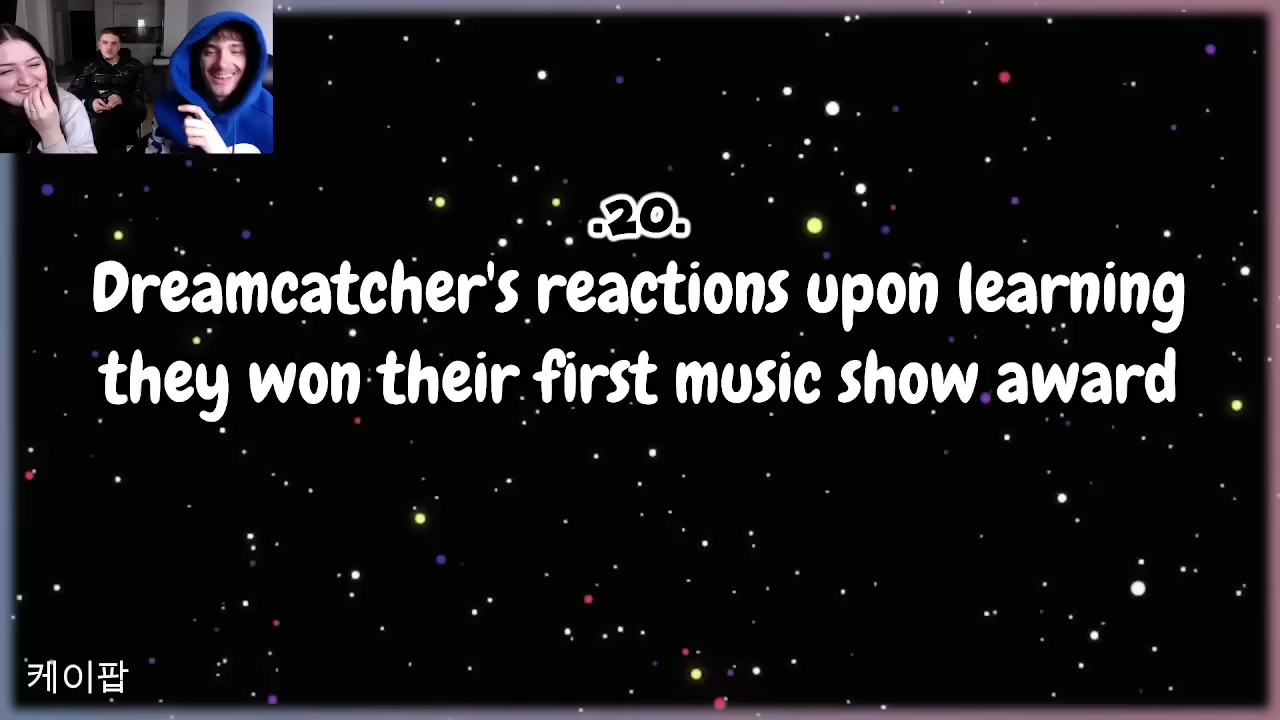 .20.
Dreamcatcher's reactions upon learning
they won their first music show award
케이팝